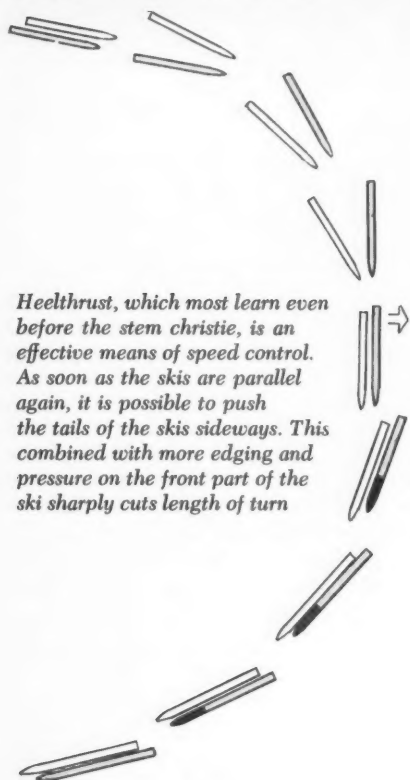 Heelthrust, which most learn even
before the stem christie, is an
effective means of speed control.
As soon as the skis are parallel
again, it is possible to push
the tails of the skis sideways. This
combined with more edging and
pressure on the front part of the
ski sharply cuts length of turn